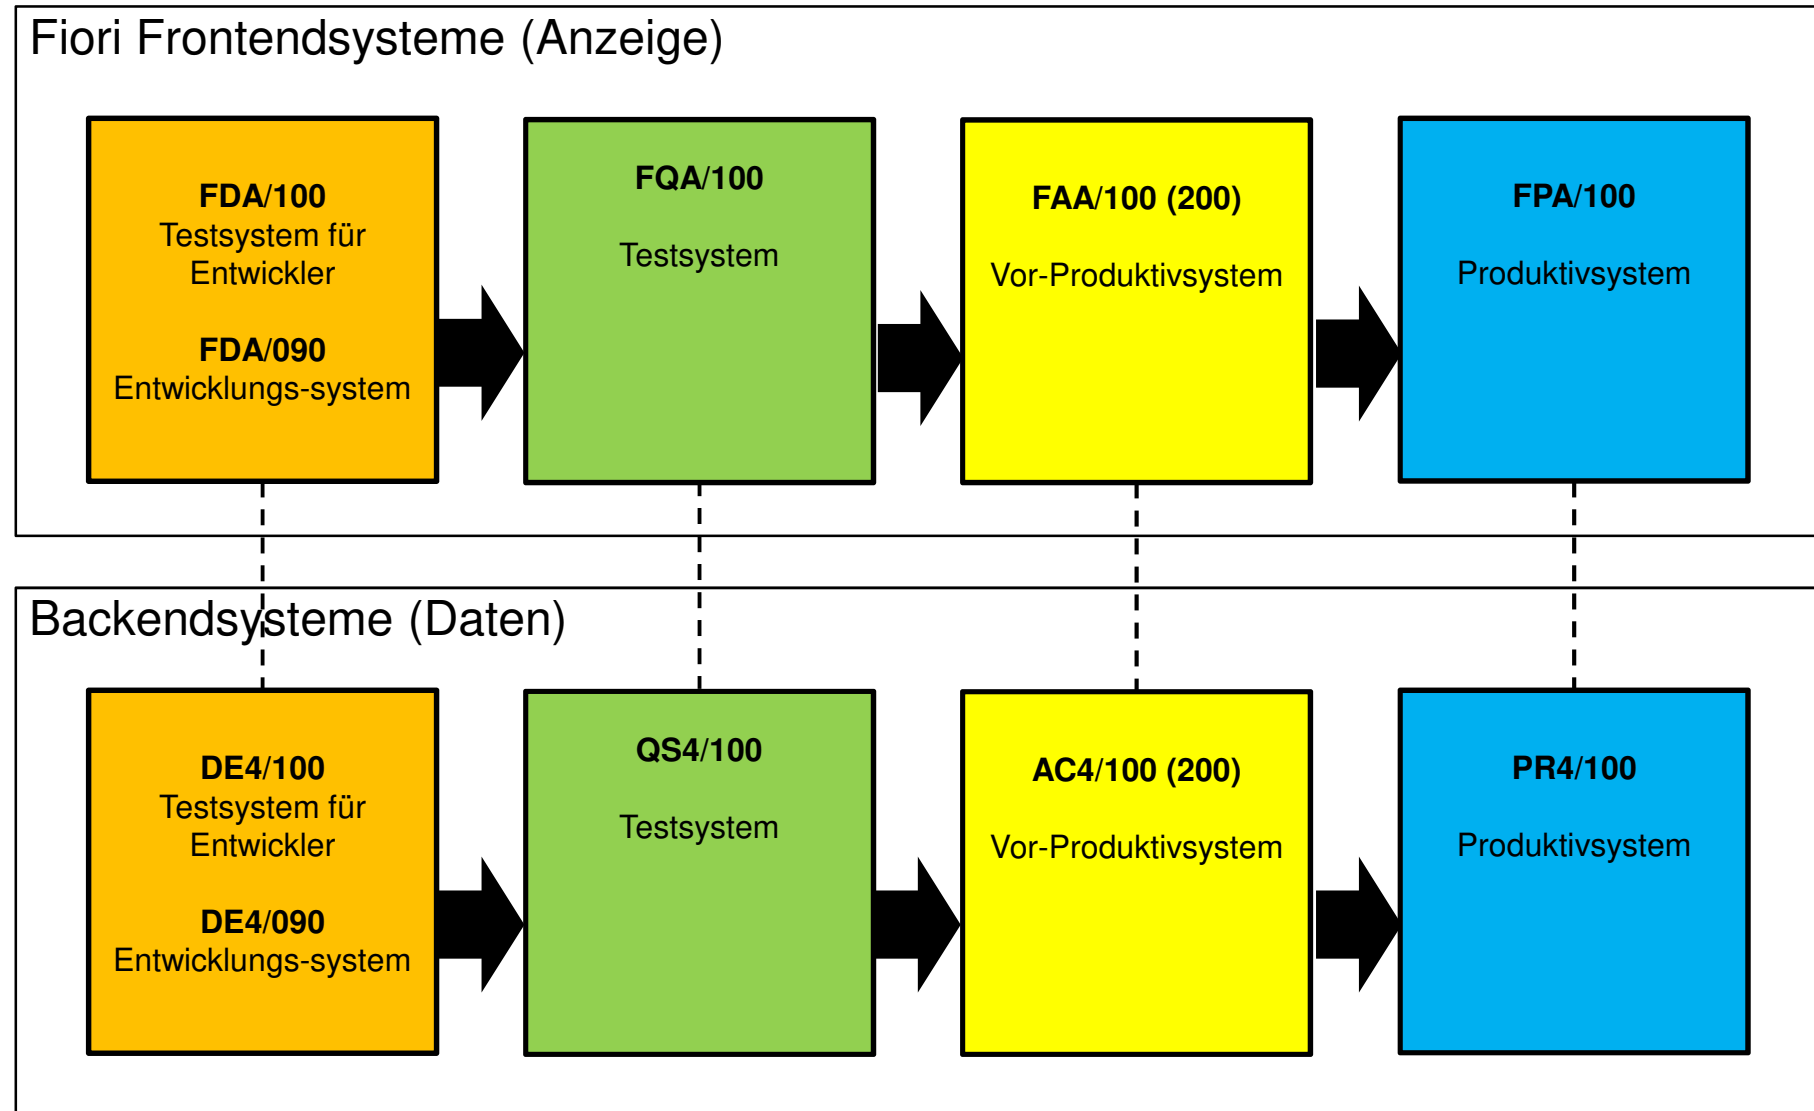 Fiori Frontendsysteme (Anzeige)
FDA/100
Testsystem für
Entwickler
FDA/090
Entwicklungs-system
FQA/100
Testsystem
FAA/100 (200)
Vor-Produktivsystem
FPA/100
Produktivsystem
Backendsysteme (Daten)
DE4/100
Testsystem für
Entwickler
DE4/090
Entwicklungs-system
QS4/100
Testsystem
AC4/100 (200)
Vor-Produktivsystem
PR4/100
Produktivsystem